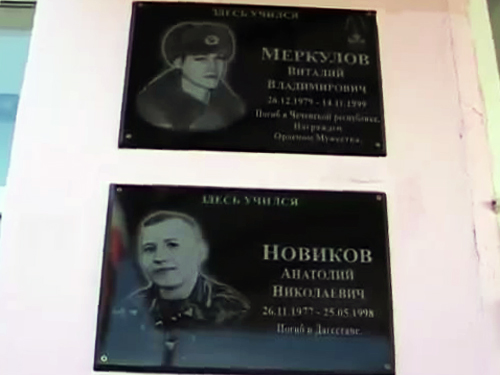 ЗДЕСЬ УЧИЛСЯ
МЕРКУЛОВ
ВИТАЛИЙ
ВЛАДИМИРОВИЧ
26.12.1979 - 14.11.1999
Погиб в Чеченской республике.
Награжден
Орденом Мужества.
ЗДЕСЬ УЧИЛСЯ
НОВИКОВ
АНАТОЛИЙ
НИКОЛАЕВИЧ
26.11.1977 - 25.05.1998
Погиб в Дагестане.